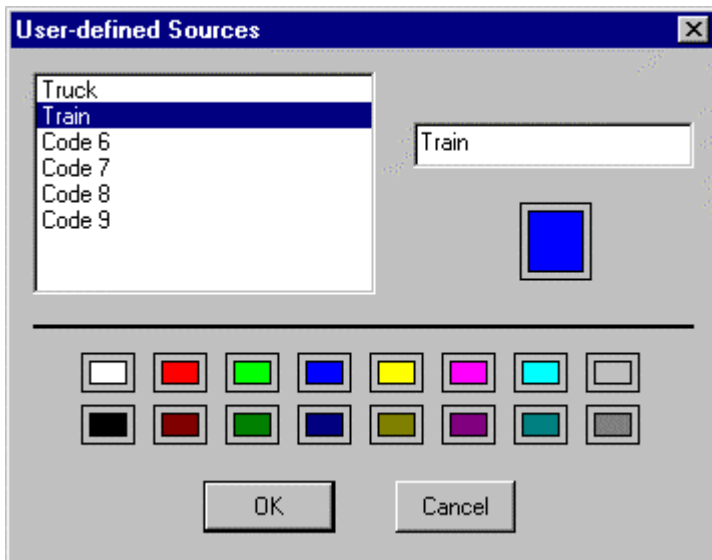 User-defined Sources
Truck
Train
Code 6
Code 7
Code 8
Code 9
Train
OK
Cancel